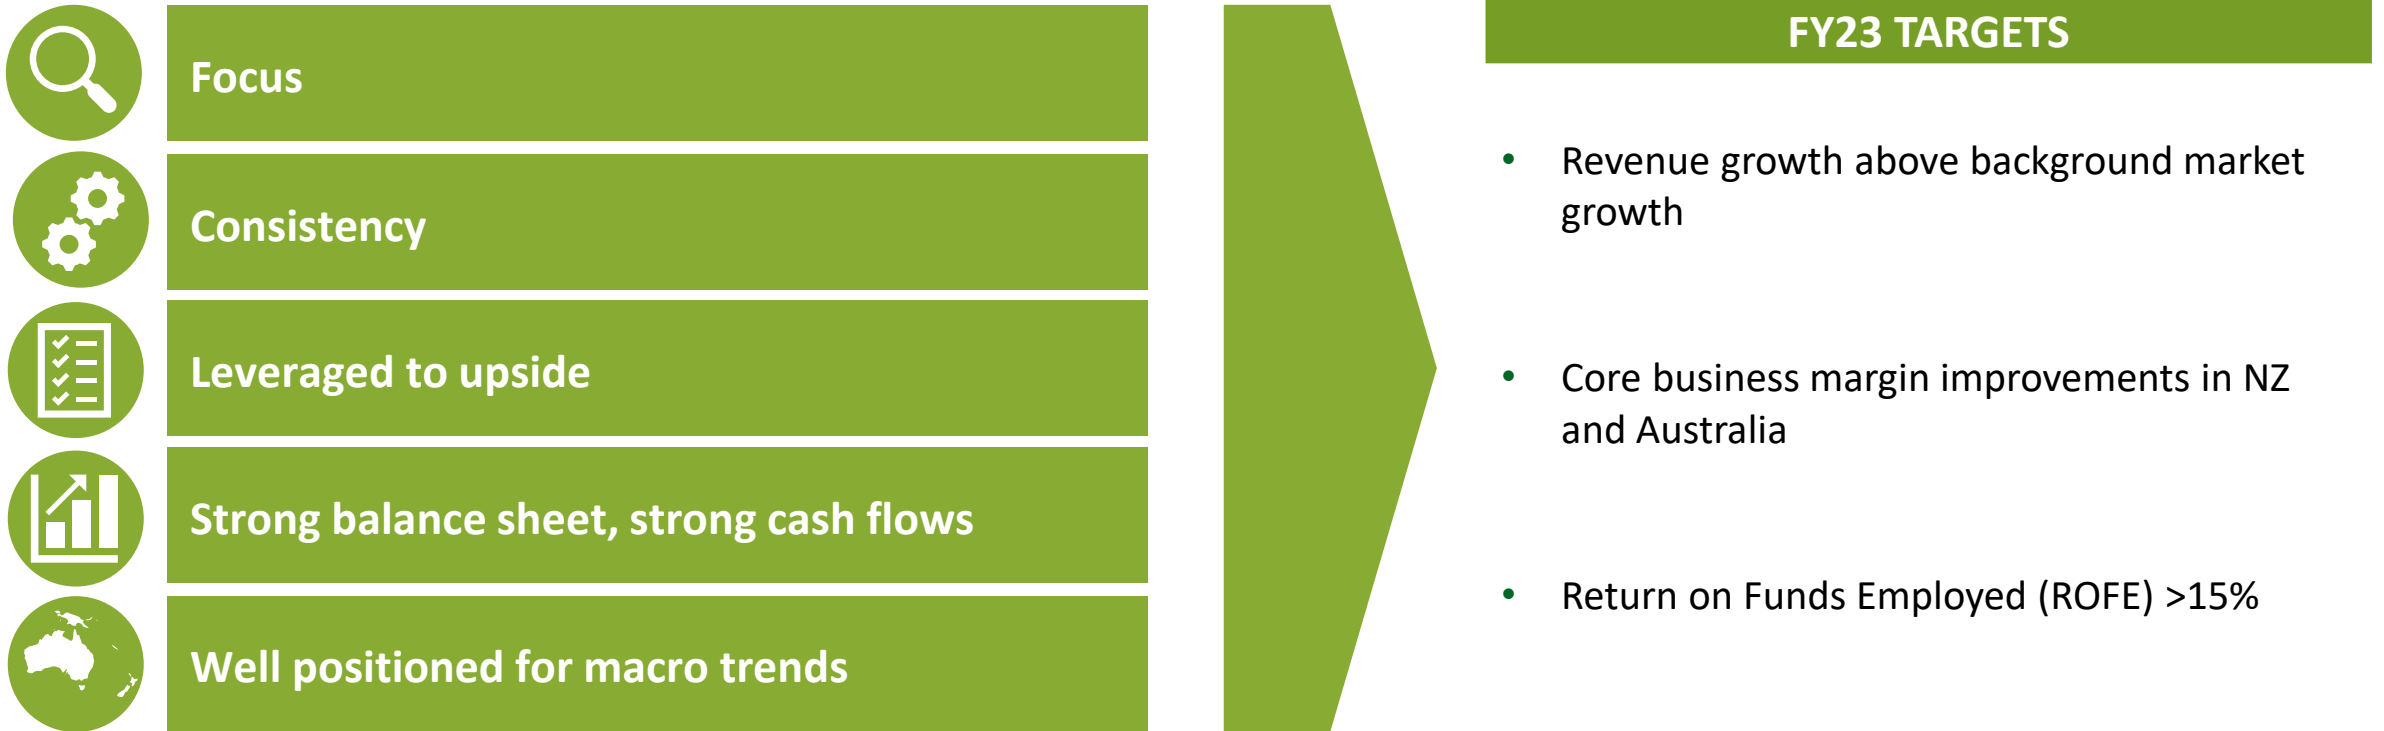 Focus
Consistency
Leveraged to upside
Strong balance sheet, strong cash flows
Well positioned for macro trends
FY23 TARGETS
• Revenue growth above background market
growth
• Core business margin improvements in NZ
and Australia
• Return on Funds Employed (ROFE) >15%